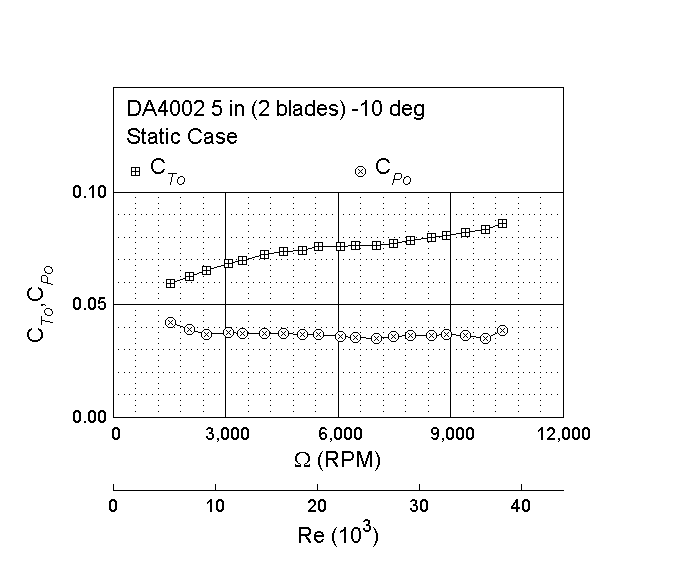 DA4002 5 in (2 blades) -10 deg
Static Case
C_To C_Po
0.10
0.05
0.00
C_To, C_Po
0 3,000 6,000 9,000 12,000
Ω (RPM)
0 10 20 30 40
Re (10^3)